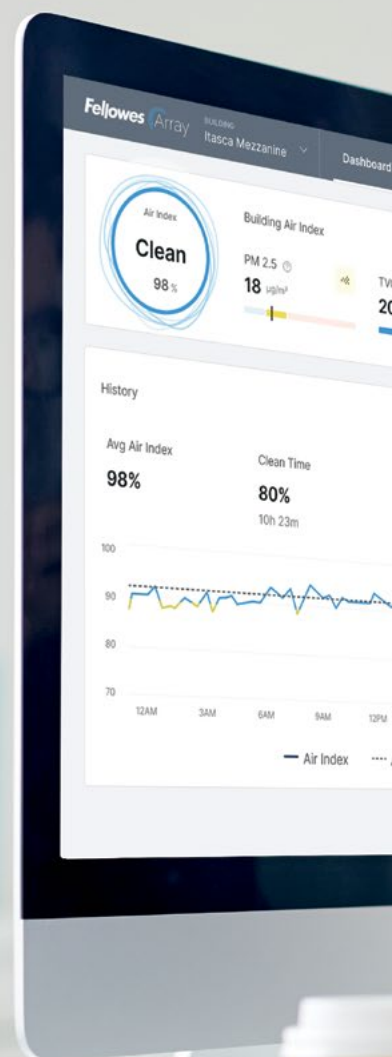 Fellowes Array
BUILDING
Itasca Mezzanine
Dashboard
Air Index
Clean
98 %
Building Air Index
PM 2.5
18 µg/m³
History
Avg Air Index
98%
Clean Time
80%
10h 23m
100
90
80
70
12AM 3AM 6AM 9AM 12PM
Air Index